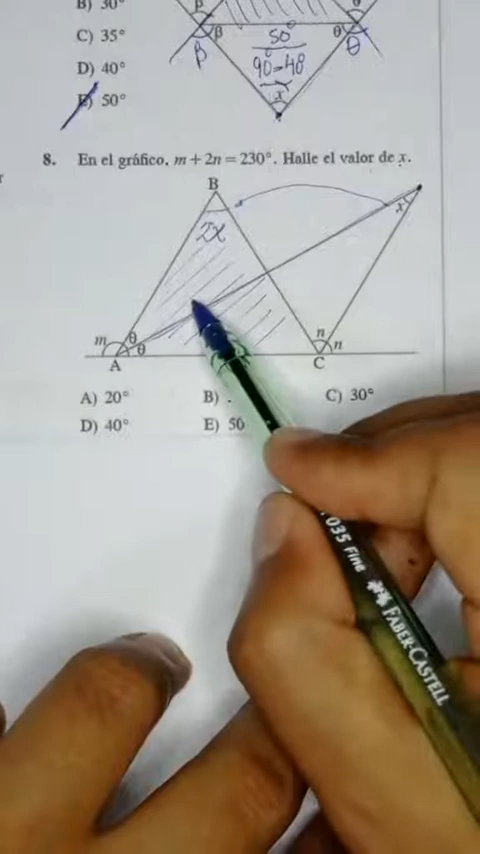 B) 30°
C) 35°
D) 40°
E) 50°
β θ
β θ
β 50° θ
90-48
x
8. En el gráfico, m + 2n = 230°. Halle el valor de x.
B
2x
x
m θ
θ
n
n
A C
A) 20° B) C) 30°
D) 40° E) 50
035 Fine FABER-CASTELL